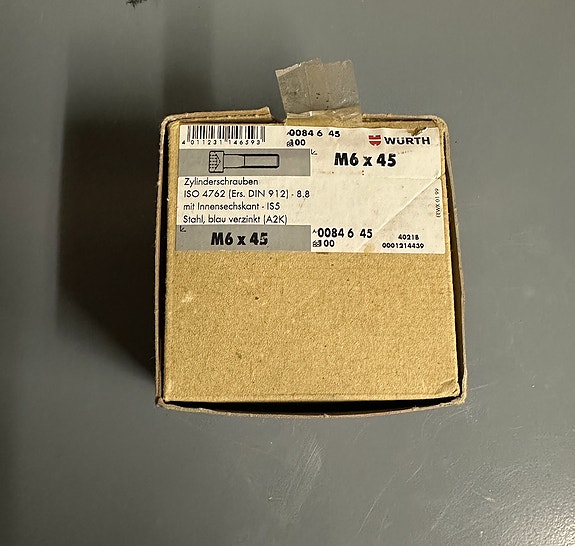 4 011231 146593
0084 6 45
100
WÜRTH
M6 x 45
Zylinderschrauben
ISO 4762 (Ers. DIN 912) - 8.8
mit Innensechskant - IS5
Stahl, blau verzinkt (A2K)
M6 x 45
0084 6 45
100
40218
0001214439